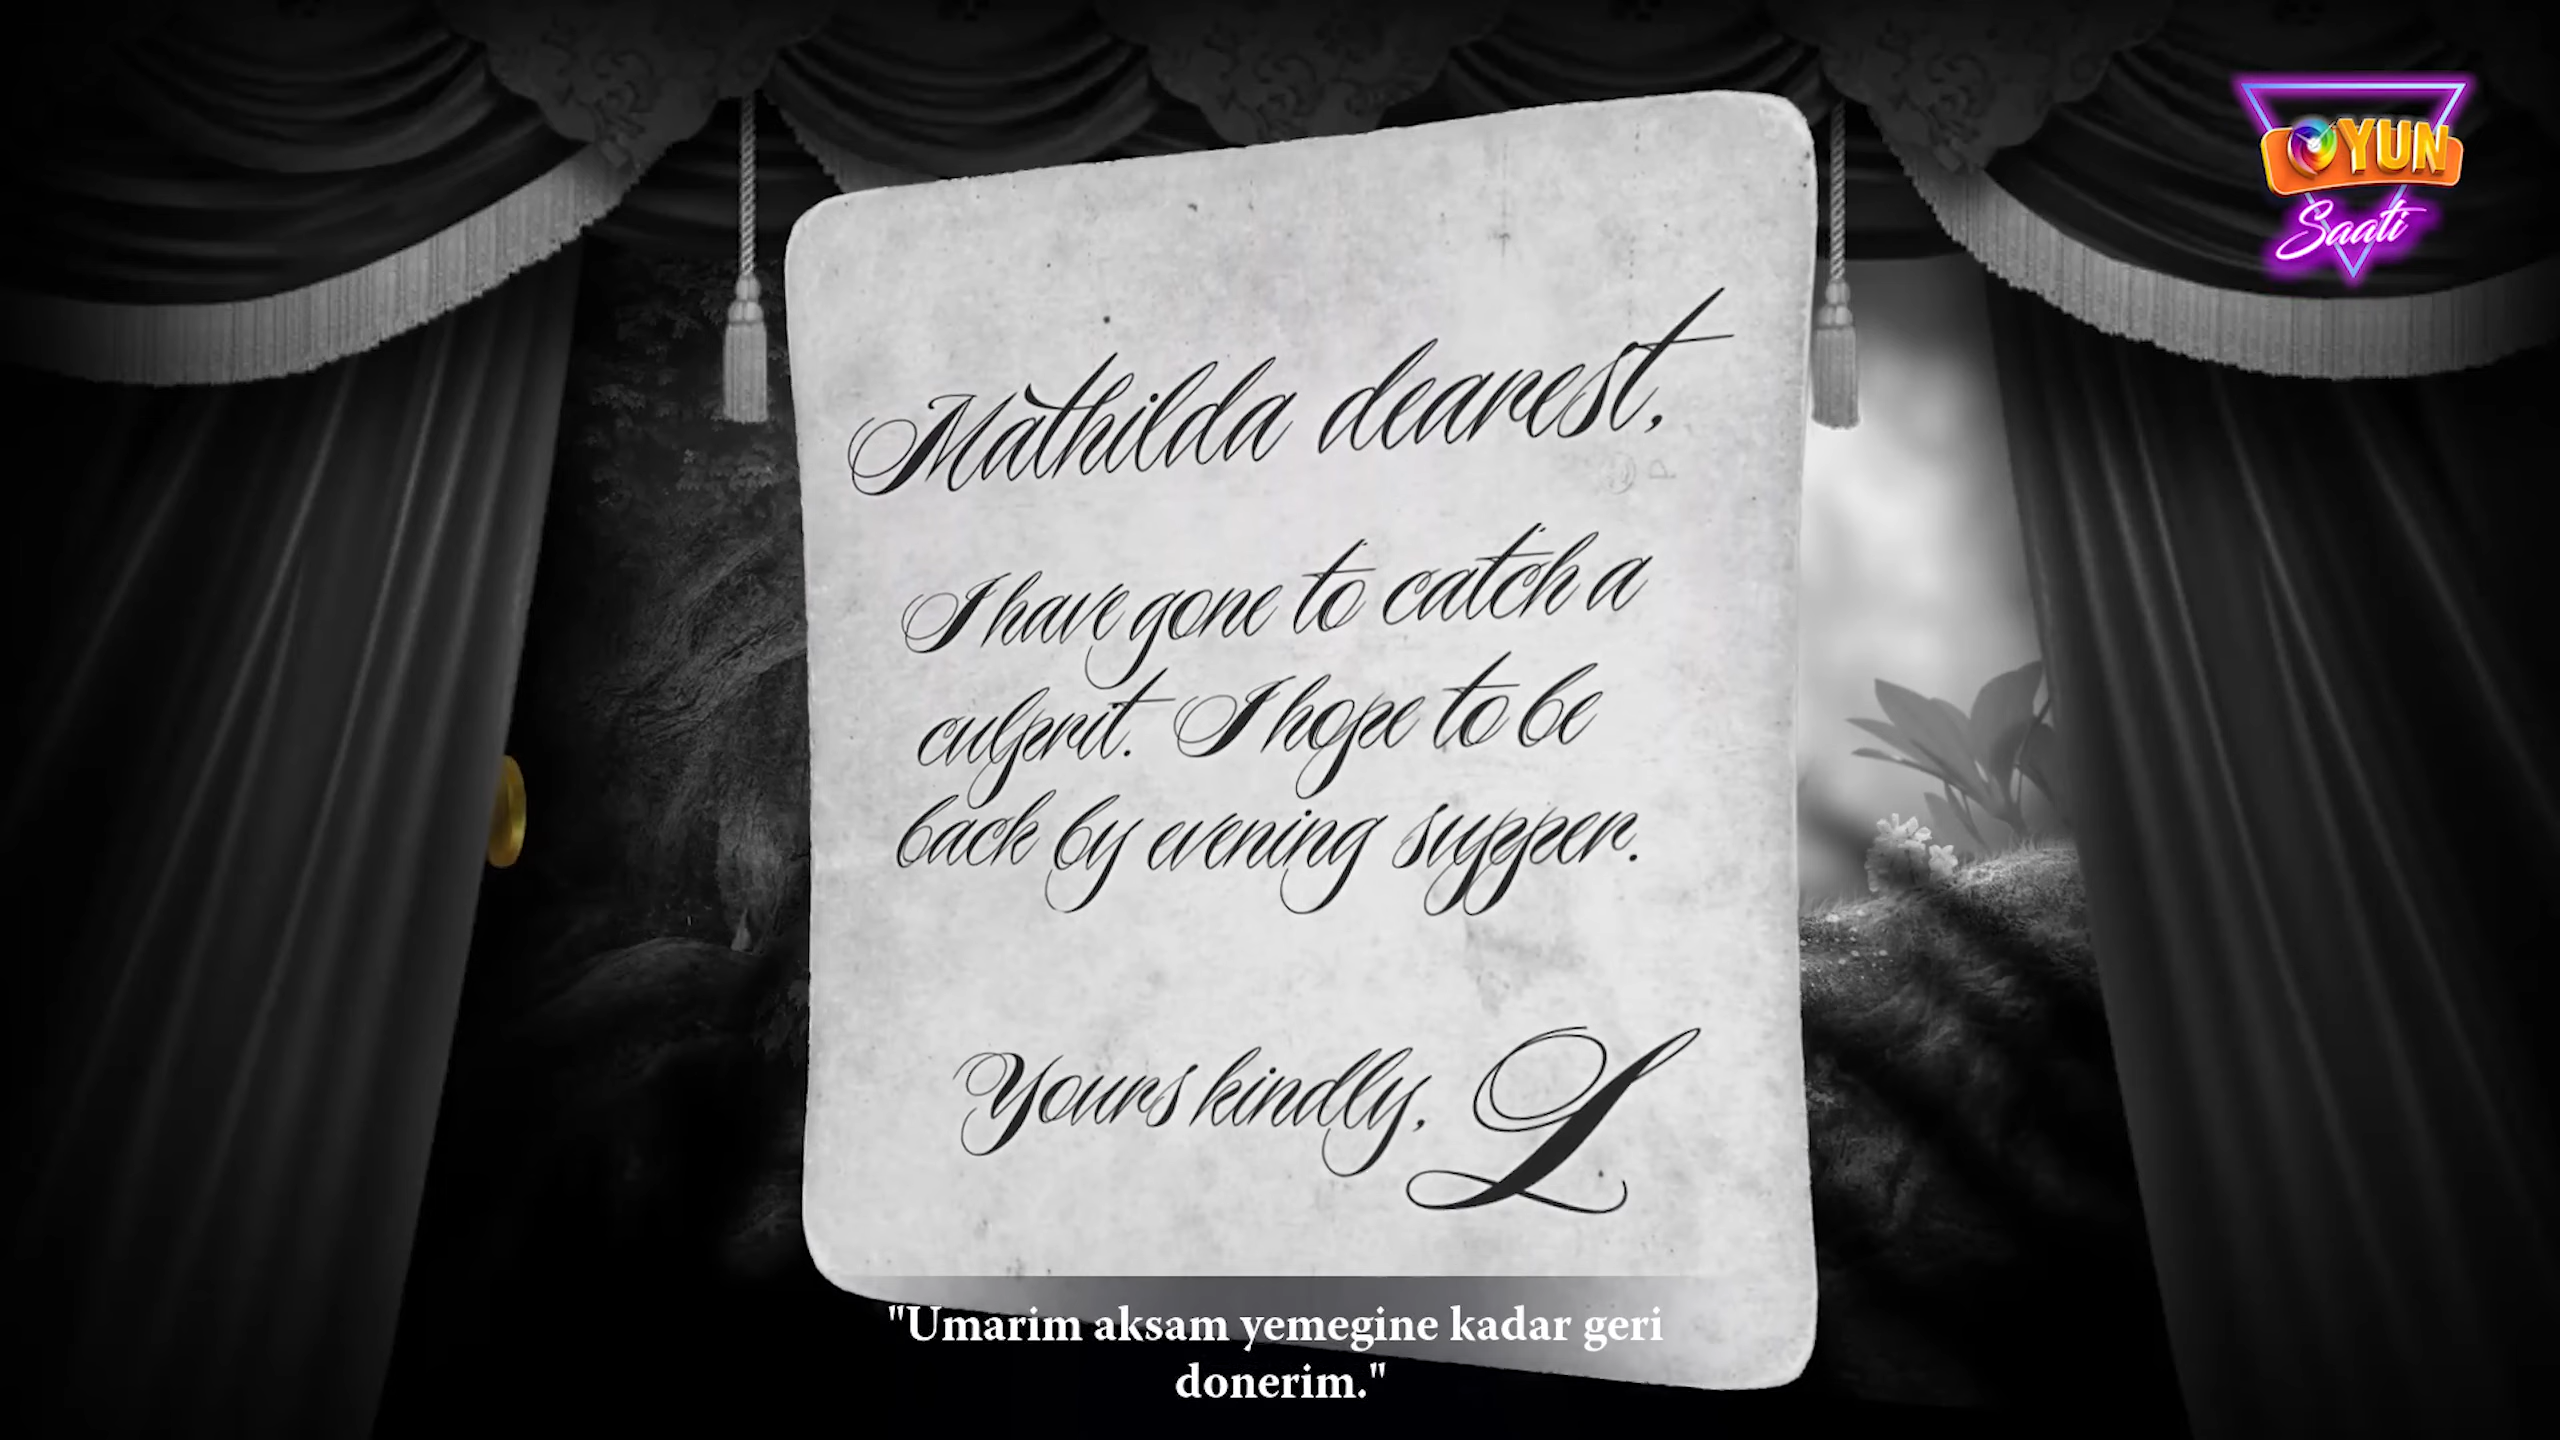 OYUN
Saati
Mathilda dearest,
I have gone to catch a
culprit. I hope to be
back by evening supper.
Yours kindly, L
"Umarim aksam yemegine kadar geri
donerim."